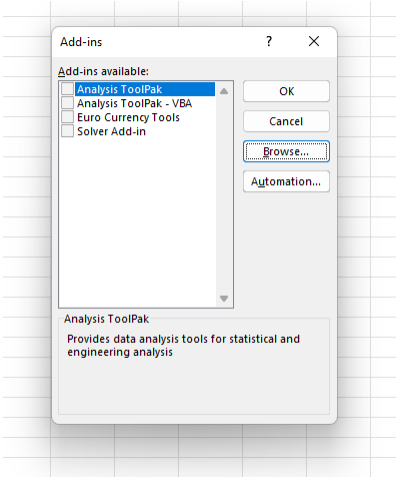 Add-ins
?
Add-ins available:
Analysis ToolPak
Analysis ToolPak - VBA
Euro Currency Tools
Solver Add-in
OK
Cancel
Browse...
Automation...
Analysis ToolPak
Provides data analysis tools for statistical and
engineering analysis